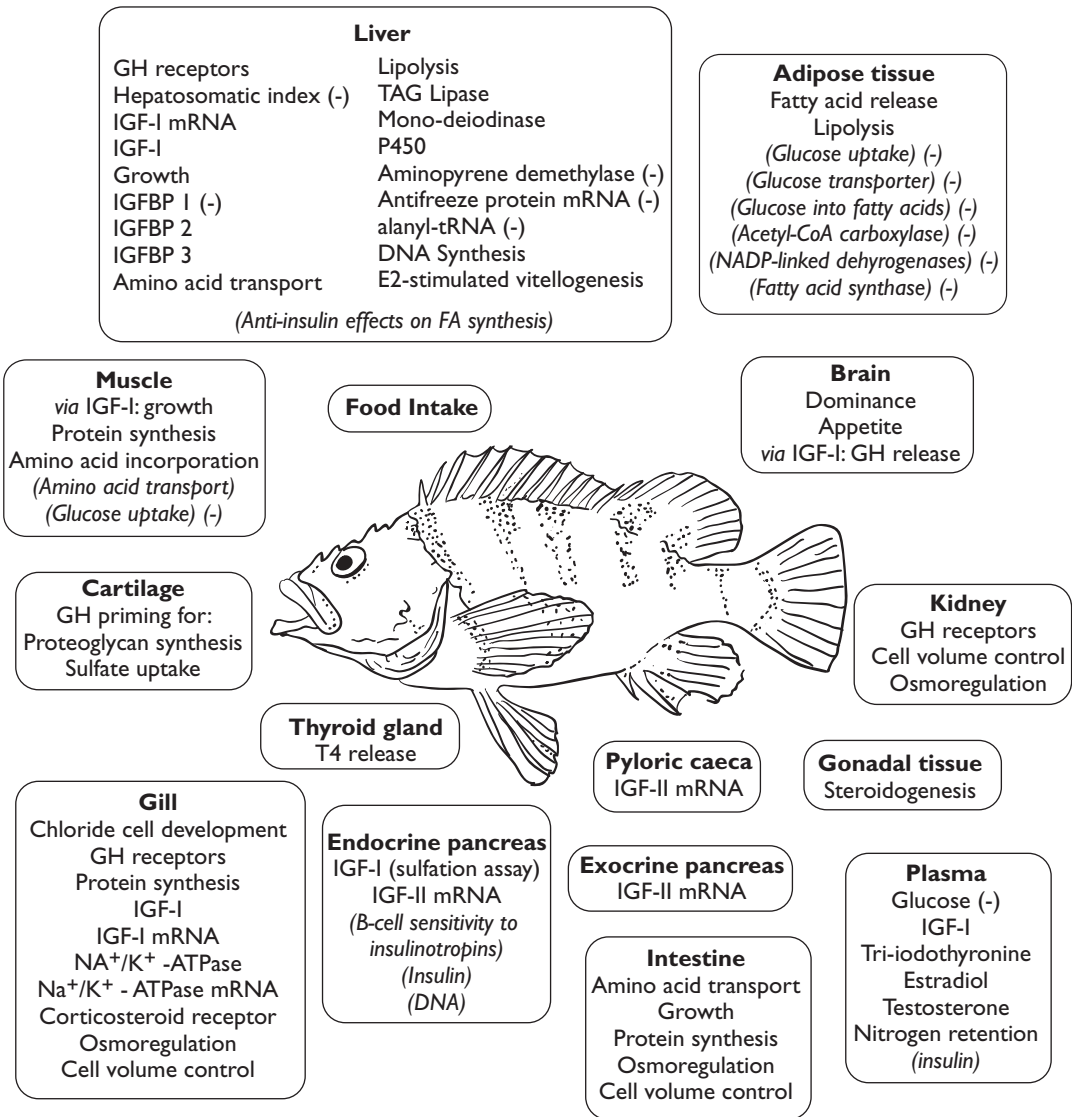 Liver
GH receptors
Hepatosomatic index (-)
IGF-I mRNA
IGF-I
Growth
IGFBP 1 (-)
IGFBP 2
IGFBP 3
Amino acid transport
Lipolysis
TAG Lipase
Mono-deiodinase
P450
Aminopyrene demethylase (-)
Antifreeze protein mRNA (-)
alanyl-tRNA (-)
DNA Synthesis
E2-stimulated vitellogenesis
(Anti-insulin effects on FA synthesis)
Adipose tissue
Fatty acid release
Lipolysis
(Glucose uptake) (-)
(Glucose transporter) (-)
(Glucose into fatty acids) (-)
(Acetyl-CoA carboxylase) (-)
(NADP-linked dehyrogenases) (-)
(Fatty acid synthase) (-)
Muscle
via IGF-I: growth
Protein synthesis
Amino acid incorporation
(Amino acid transport)
(Glucose uptake) (-)
Food Intake
Brain
Dominance
Appetite
via IGF-I: GH release
Cartilage
GH priming for:
Proteoglycan synthesis
Sulfate uptake
Kidney
GH receptors
Cell volume control
Osmoregulation
Thyroid gland
T4 release
Pyloric caeca
IGF-II mRNA
Gonadal tissue
Steroidogenesis
Gill
Chloride cell development
GH receptors
Protein synthesis
IGF-I
IGF-I mRNA
NA⁺/K⁺ -ATPase
Na⁺/K⁺ - ATPase mRNA
Corticosteroid receptor
Osmoregulation
Cell volume control
Endocrine pancreas
IGF-I (sulfation assay)
IGF-II mRNA
(B-cell sensitivity to
insulinotropins)
(Insulin)
(DNA)
Exocrine pancreas
IGF-II mRNA
Intestine
Amino acid transport
Growth
Protein synthesis
Osmoregulation
Cell volume control
Plasma
Glucose (-)
IGF-I
Tri-iodothyronine
Estradiol
Testosterone
Nitrogen retention
(insulin)